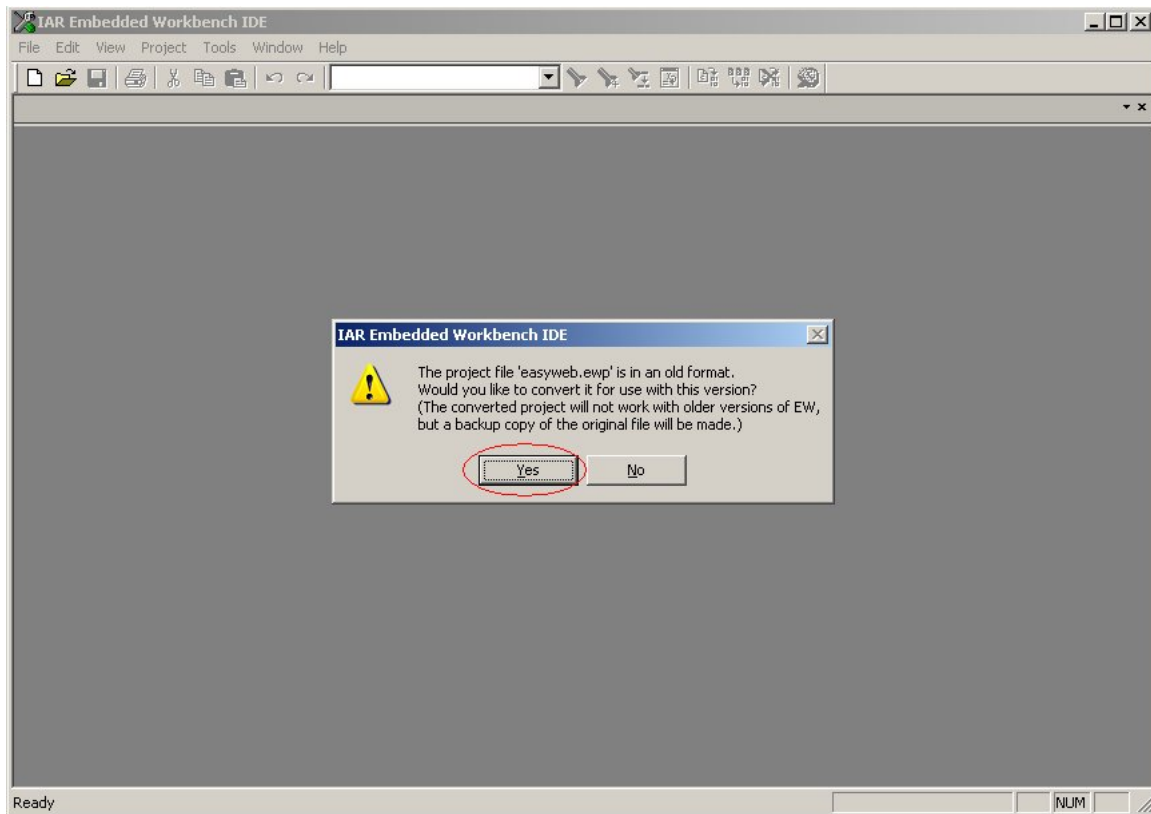 IAR Embedded Workbench IDE
File Edit View Project Tools Window Help
IAR Embedded Workbench IDE
The project file 'easyweb.ewp' is in an old format.
Would you like to convert it for use with this version?
(The converted project will not work with older versions of EW,
but a backup copy of the original file will be made.)
Yes No
Ready NUM